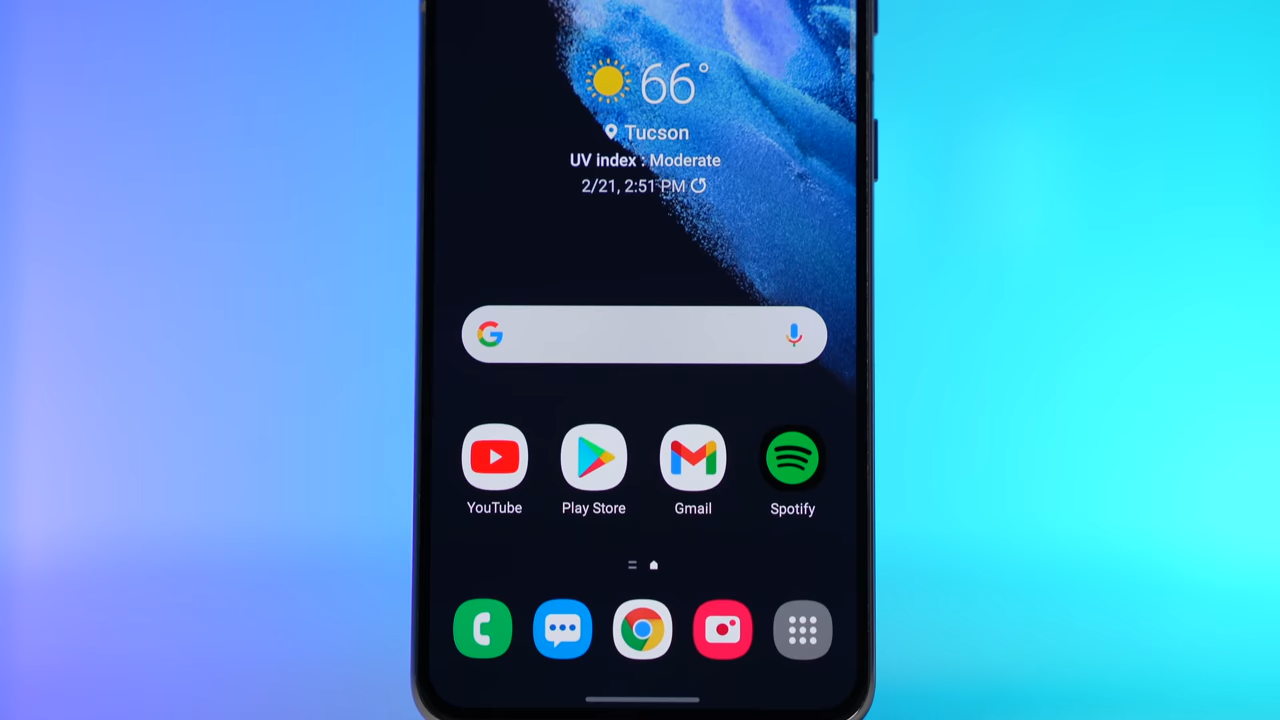 66°
Tucson
UV index : Moderate
2/21, 2:51 PM
YouTube Play Store Gmail Spotify